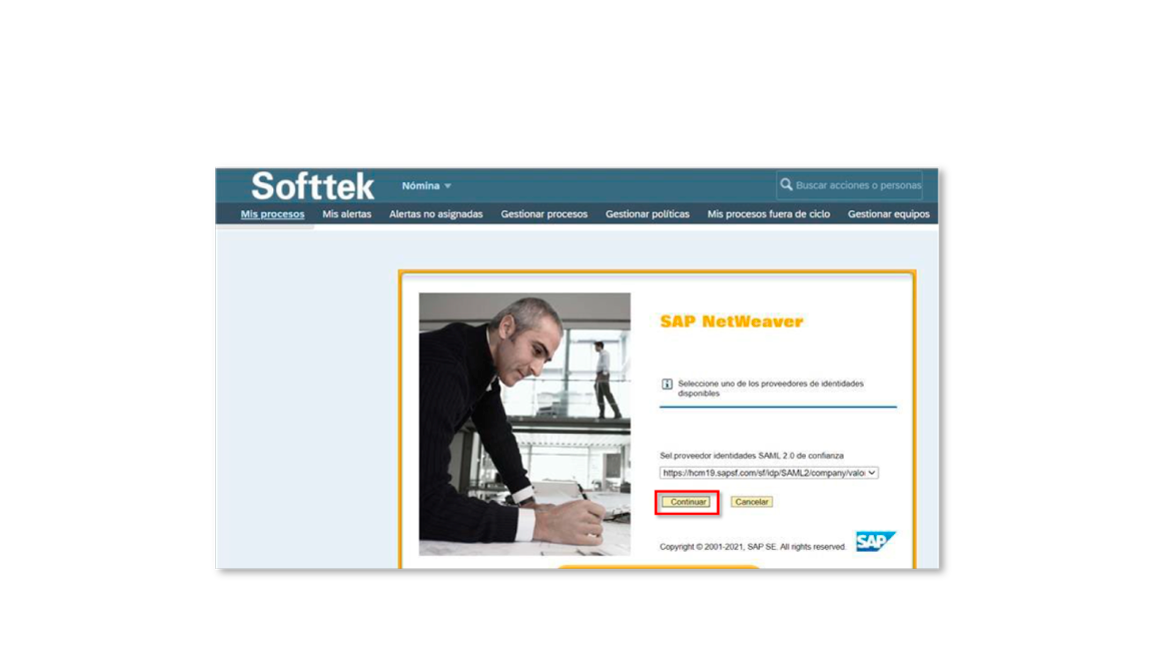 Softtek Nómina Buscar acciones o personas
Mis procesos Mis alertas Alertas no asignadas Gestionar procesos Gestionar políticas Mis procesos fuera de ciclo Gestionar equipos
SAP NetWeaver
Seleccione uno de los proveedores de identidades
disponibles
Sel.proveedor identidades SAML 2.0 de confianza
https://hcm19.sapsf.com/sf/idp/SAML2/company/valo
Continuar Cancelar
Copyright © 2001-2021, SAP SE. All rights reserved.
SAP